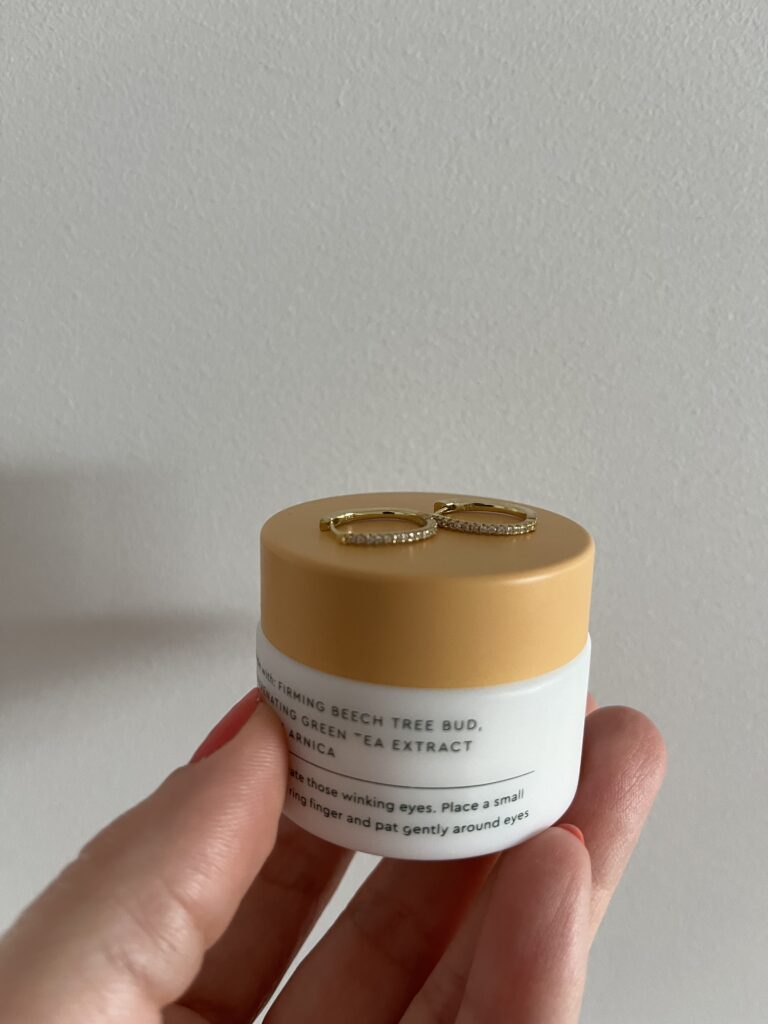 with: FIRMING BEECH TREE BUD,
GREEN TEA EXTRACT
ARNICA
those winking eyes. Place a small
ring finger and pat gently around eyes